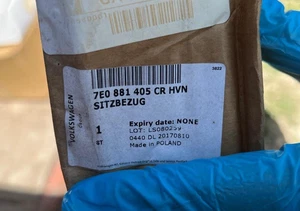 2022
7E0 881 405 CR HVN
SITZBEZUG
1
ST
Expiry date: NONE
LOT: LS080259
0440 DL 20170810
Made in POLAND
VOLKSWAGEN